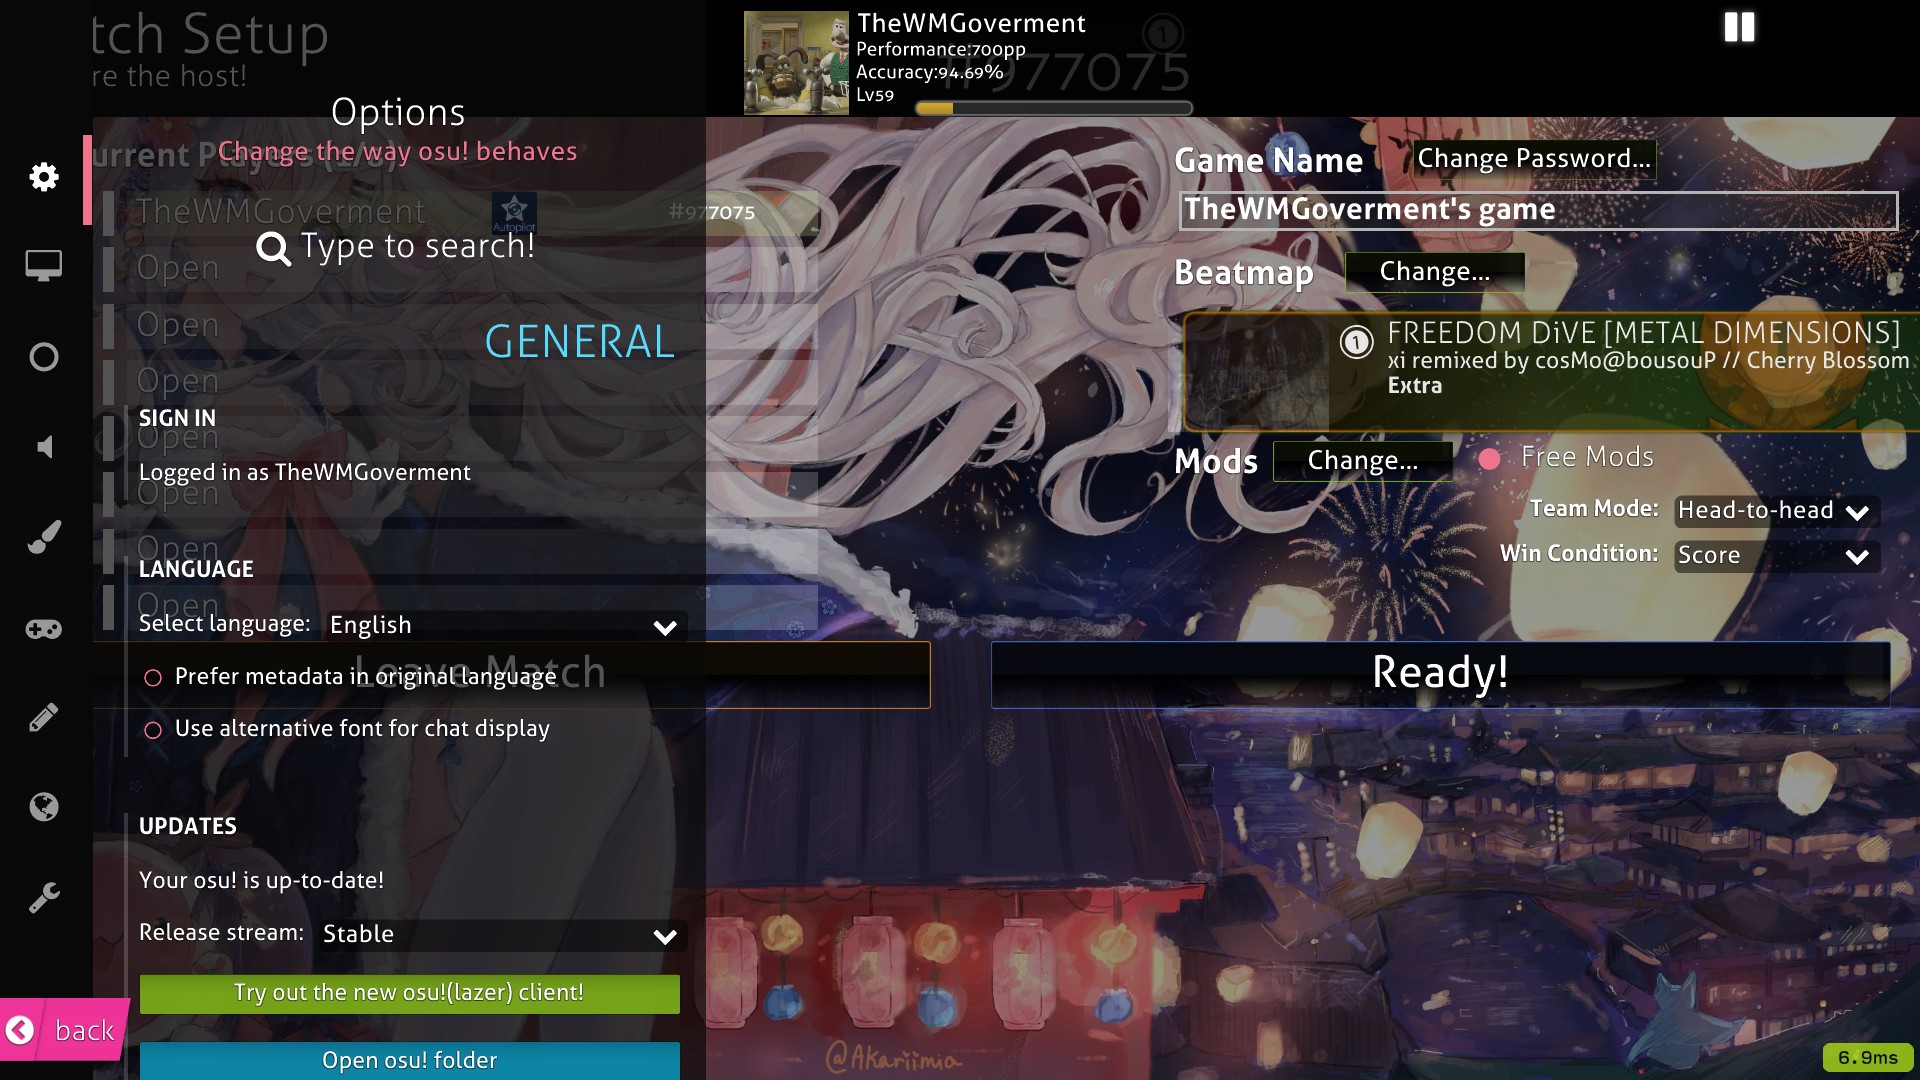 tch Setup
re the host!
TheWMGoverment
Performance:700pp
Accuracy:94.69%
Lv59
1
#977075
Options
Change the way osu! behaves
urrent Players
TheWMGoverment
Autopilot
#977075
Type to search!
Open
Open
Open
Open
Open
Open
Open
GENERAL
SIGN IN
Logged in as TheWMGoverment
LANGUAGE
Select language: English
Prefer metadata in original language
Leave Match
Use alternative font for chat display
UPDATES
Your osu! is up-to-date!
Release stream: Stable
Try out the new osu!(lazer) client!
Open osu! folder
back
Game Name
Change Password...
TheWMGoverment's game
Beatmap
Change...
1
FREEDOM DiVE [METAL DIMENSIONS]
xi remixed by cosMo@bousouP // Cherry Blossom
Extra
Mods
Change...
Free Mods
Team Mode: Head-to-head
Win Condition: Score
Ready!
@Akariimia
6.9ms